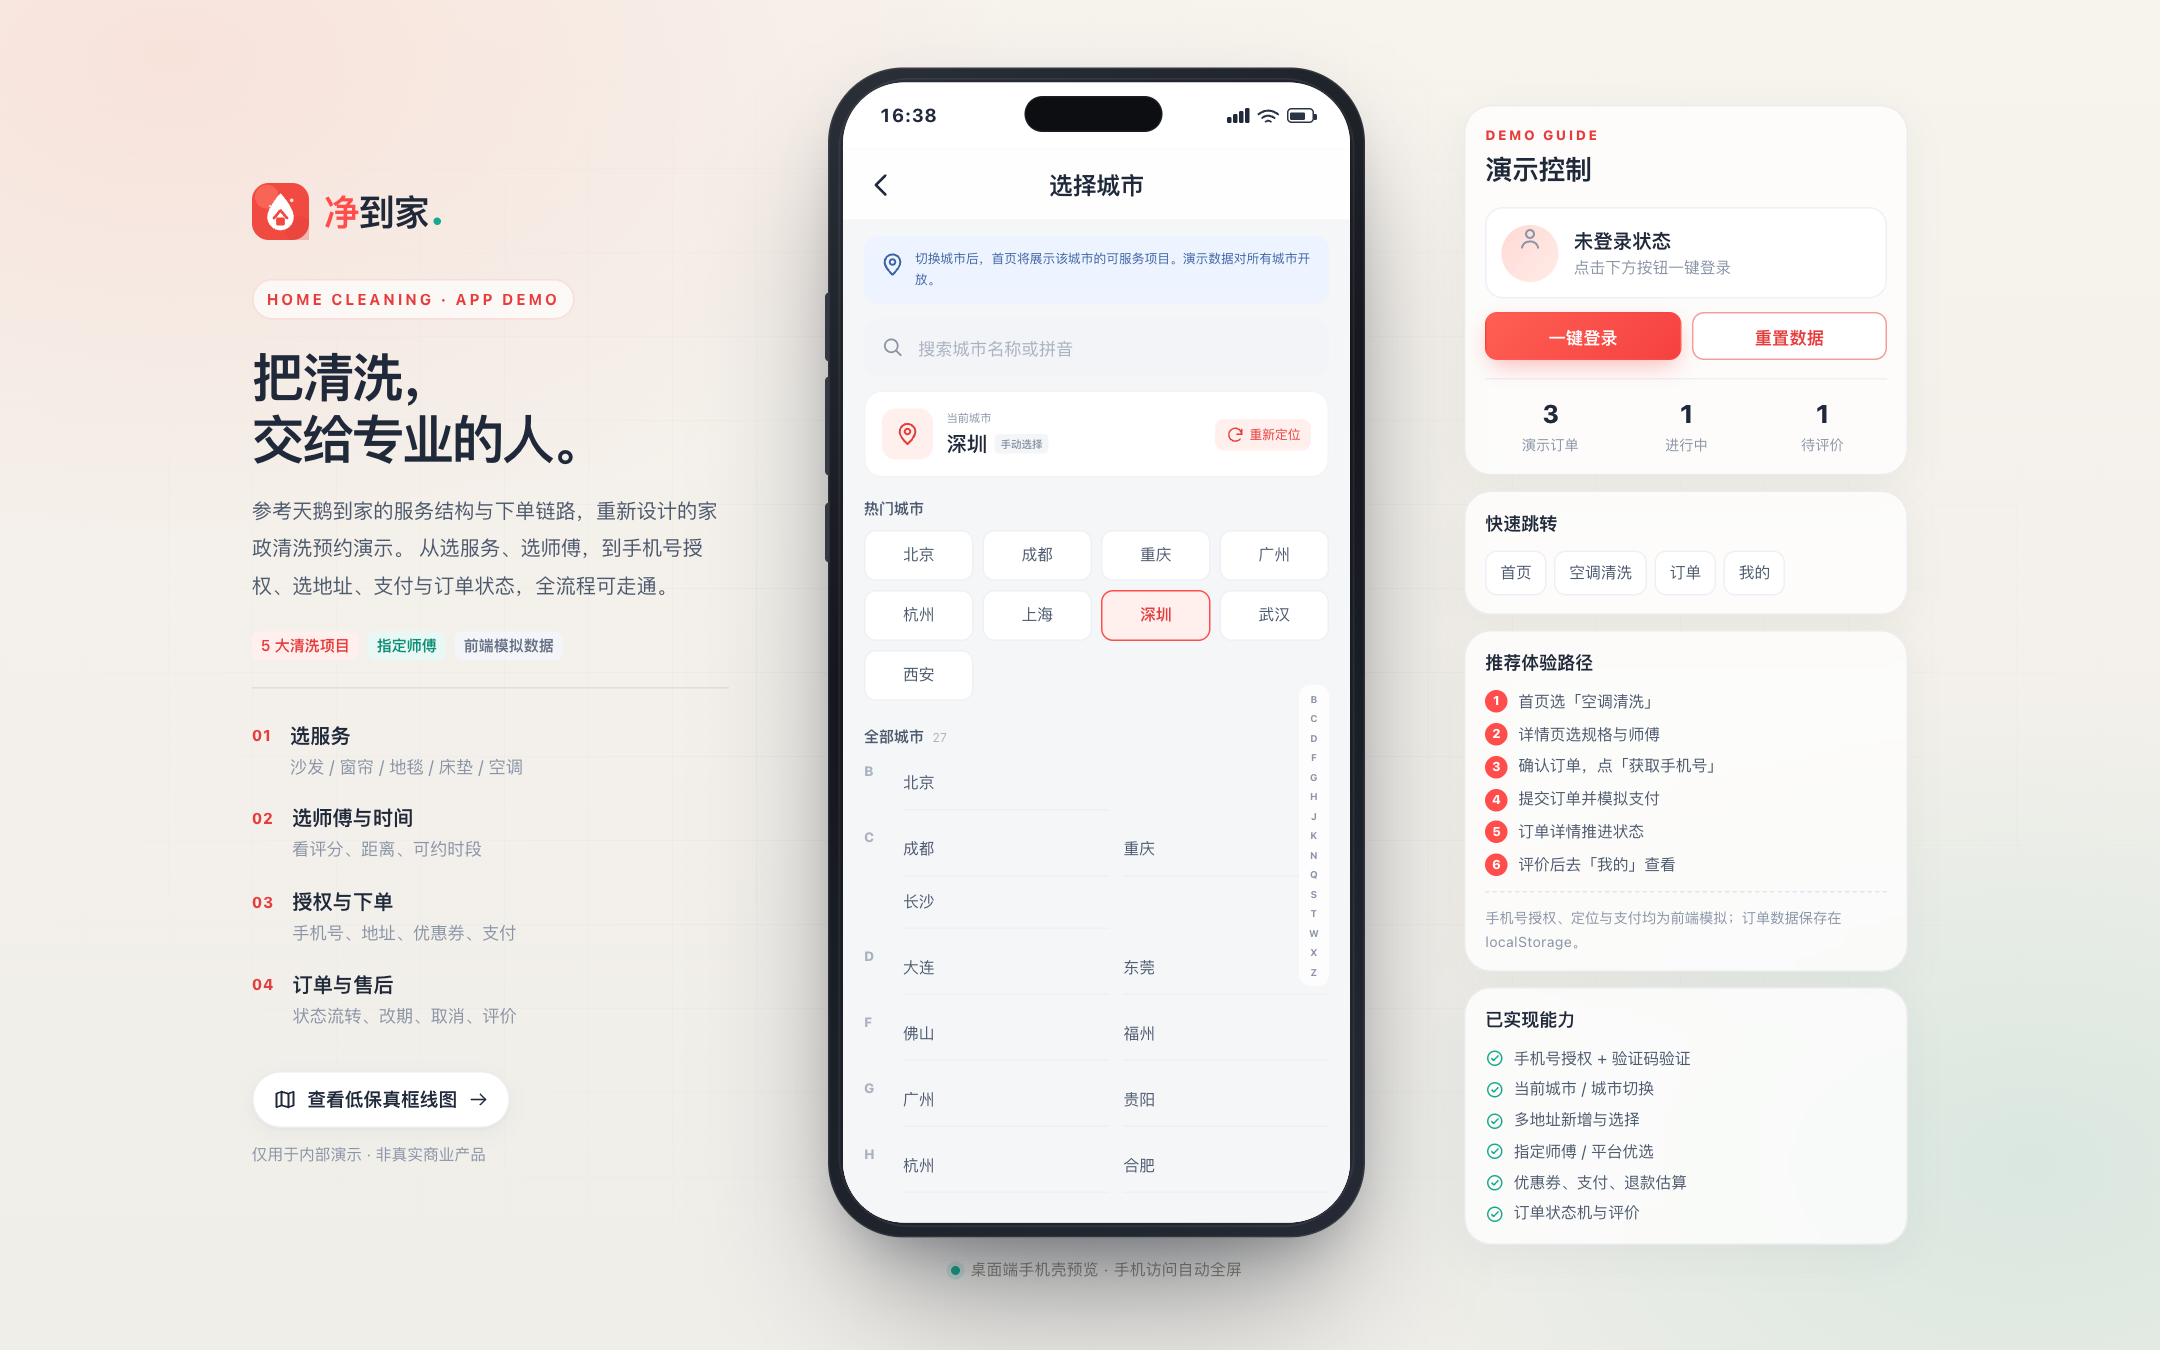 净到家.
HOME CLEANING · APP DEMO
把清洗，
交给专业的人。
参考天鹅到家的服务结构与下单链路，重新设计的家
政清洗预约演示。 从选服务、选师傅，到手机号授
权、选地址、支付与订单状态，全流程可走通。
5 大清洗项目 指定师傅 前端模拟数据
01 选服务
沙发 / 窗帘 / 地毯 / 床垫 / 空调
02 选师傅与时间
看评分、距离、可约时段
03 授权与下单
手机号、地址、优惠券、支付
04 订单与售后
状态流转、改期、取消、评价
查看低保真框线图 →
仅用于内部演示 · 非真实商业产品
16:38
选择城市
切换城市后，首页将展示该城市的可服务项目。演示数据对所有城市开
放。
搜索城市名称或拼音
当前城市
深圳 手动选择
重新定位
热门城市
北京 成都 重庆 广州
杭州 上海 深圳 武汉
西安
全部城市 27
B
北京
C
成都 重庆
长沙
D
大连 东莞
F
佛山 福州
G
广州 贵阳
H
杭州 合肥
B
C
D
F
G
H
J
K
N
Q
S
T
W
X
Z
桌面端手机壳预览 · 手机访问自动全屏
DEMO GUIDE
演示控制
未登录状态
点击下方按钮一键登录
一键登录 重置数据
3 1 1
演示订单 进行中 待评价
快速跳转
首页 空调清洗 订单 我的
推荐体验路径
1 首页选「空调清洗」
2 详情页选规格与师傅
3 确认订单，点「获取手机号」
4 提交订单并模拟支付
5 订单详情推进状态
6 评价后去「我的」查看
手机号授权、定位与支付均为前端模拟；订单数据保存在
localStorage。
已实现能力
手机号授权 + 验证码验证
当前城市 / 城市切换
多地址新增与选择
指定师傅 / 平台优选
优惠券、支付、退款估算
订单状态机与评价